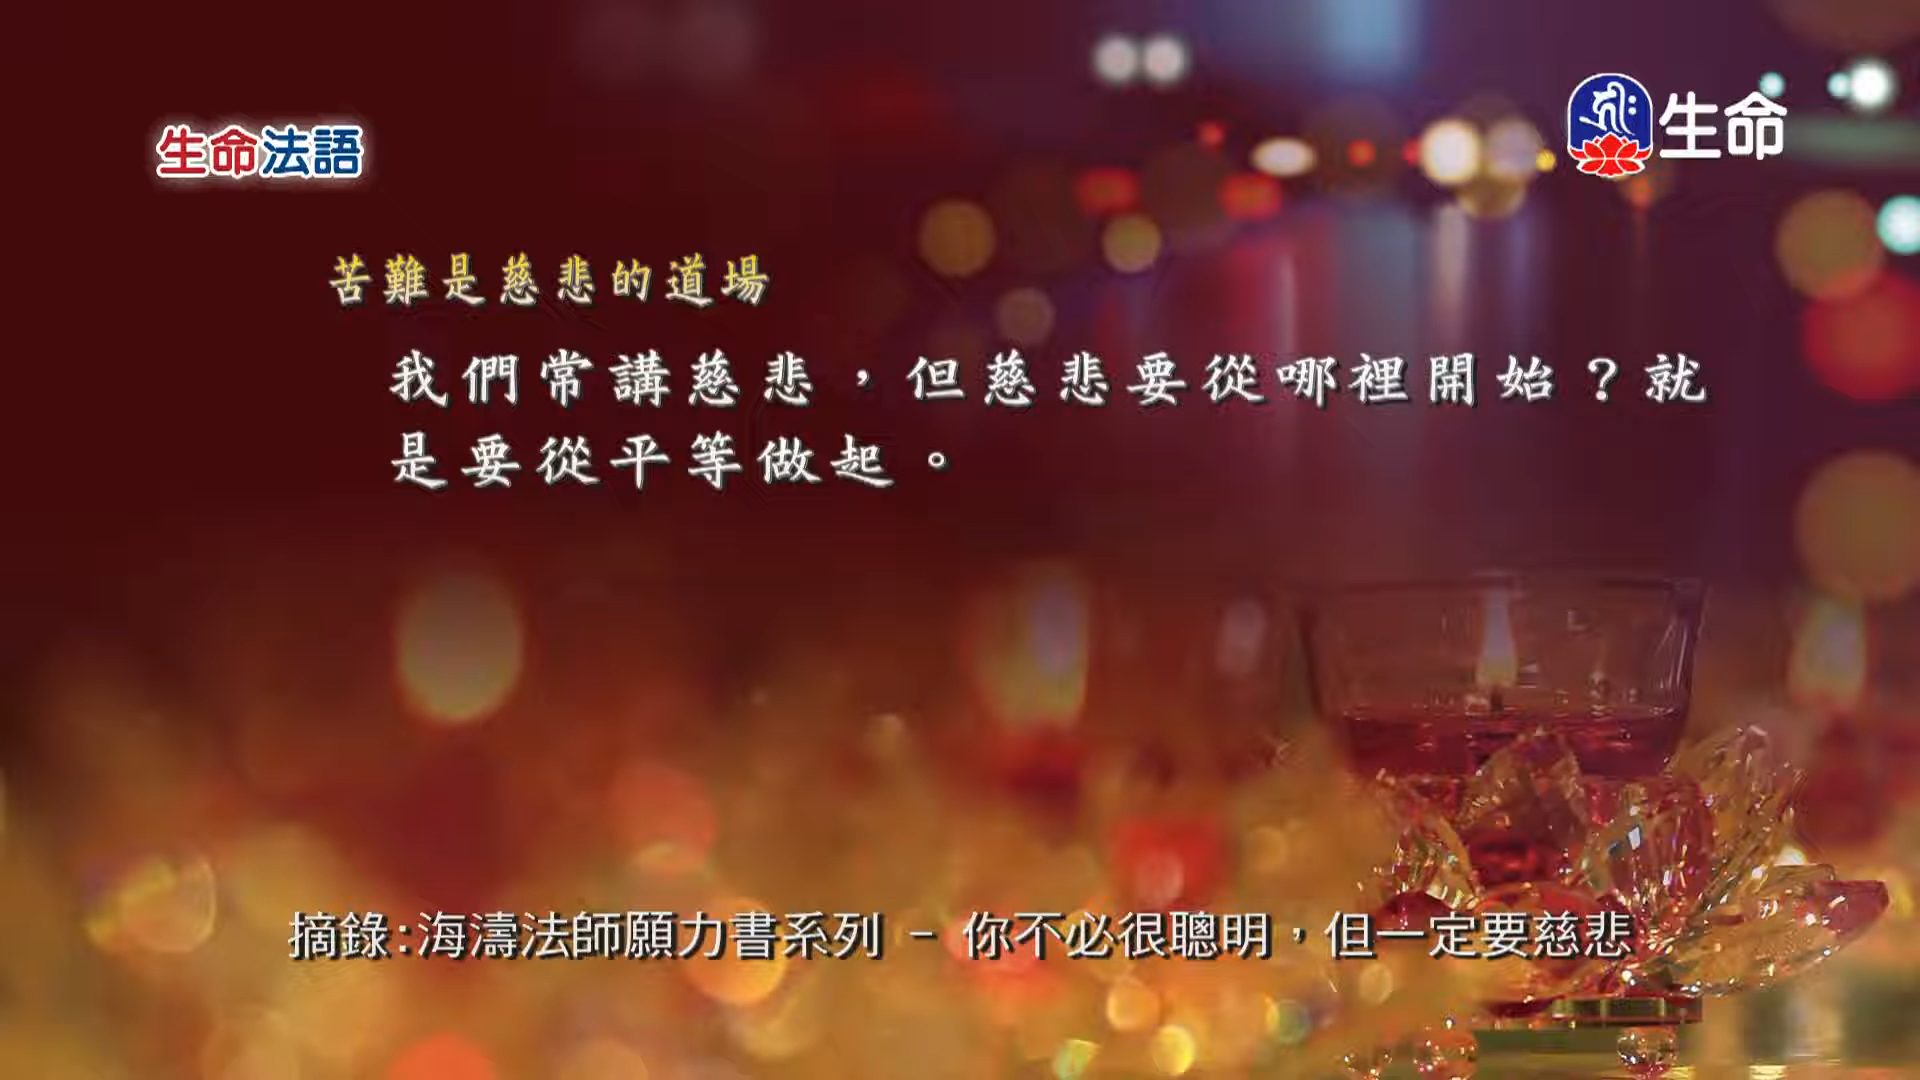 生命法語
生命
苦難是慈悲的道場
我們常講慈悲，但慈悲要從哪裡開始？就
是要從平等做起。
摘錄:海濤法師願力書系列 - 你不必很聰明，但一定要慈悲